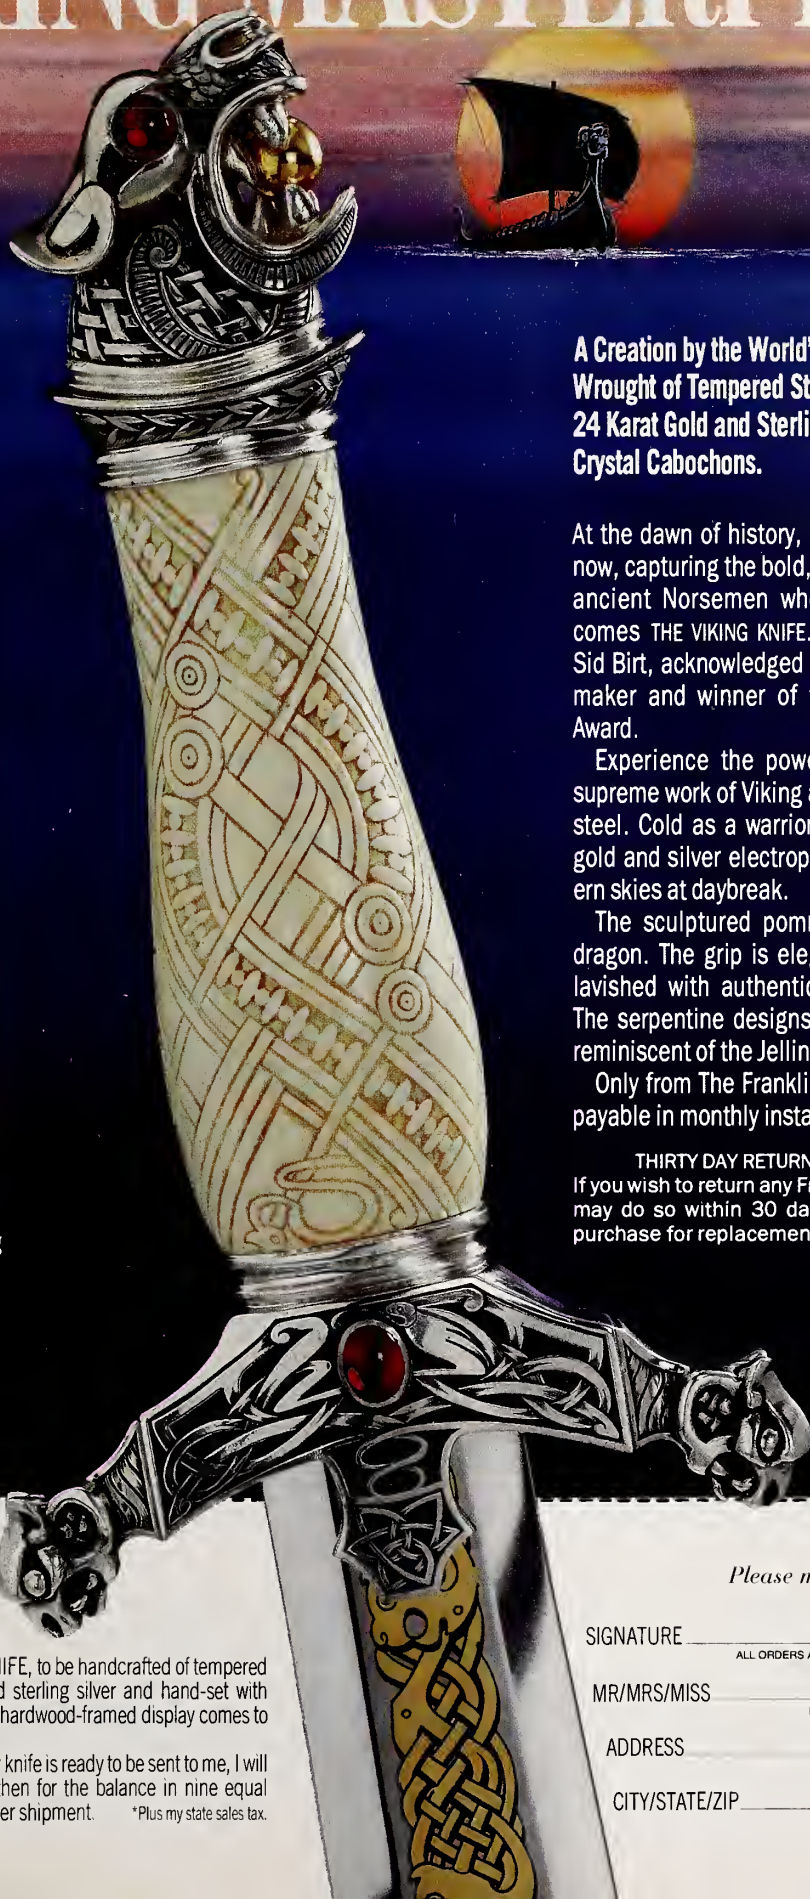 A Creation by the World'
Wrought of Tempered St
24 Karat Gold and Sterli
Crystal Cabochons.
At the dawn of history,
now, capturing the bold,
ancient Norsemen wh
comes THE VIKING KNIFE.
Sid Birt, acknowledged
maker and winner of
Award.
Experience the pow
supreme work of Viking
steel. Cold as a warrior
gold and silver electrop
ern skies at daybreak.
The sculptured pom
dragon. The grip is ele
lavished with authentic
The serpentine designs
reminiscent of the Jellin
Only from The Frankli
payable in monthly insta
THIRTY DAY RETURN
If you wish to return any Fr
may do so within 30 da
purchase for replacemen
IFE, to be handcrafted of tempered
d sterling silver and hand-set with
hardwood-framed display comes to
knife is ready to be sent to me, I will
then for the balance in nine equal
er shipment. *Plus my state sales tax.
Please m
SIGNATURE
ALL ORDERS A
MR/MRS/MISS
ADDRESS
CITY/STATE/ZIP